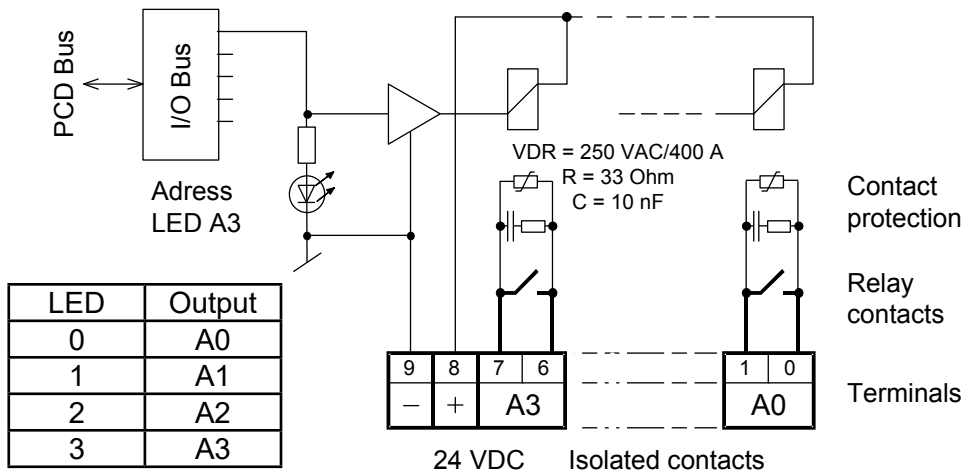 PCD Bus
I/O Bus
Adress
LED A3
VDR = 250 VAC/400 A
R = 33 Ohm
C = 10 nF
Contact
protection
Relay
contacts
LED Output
0 A0
1 A1
2 A2
3 A3
9 8 7 6 1 0
– + A3 A0
Terminals
24 VDC Isolated contacts